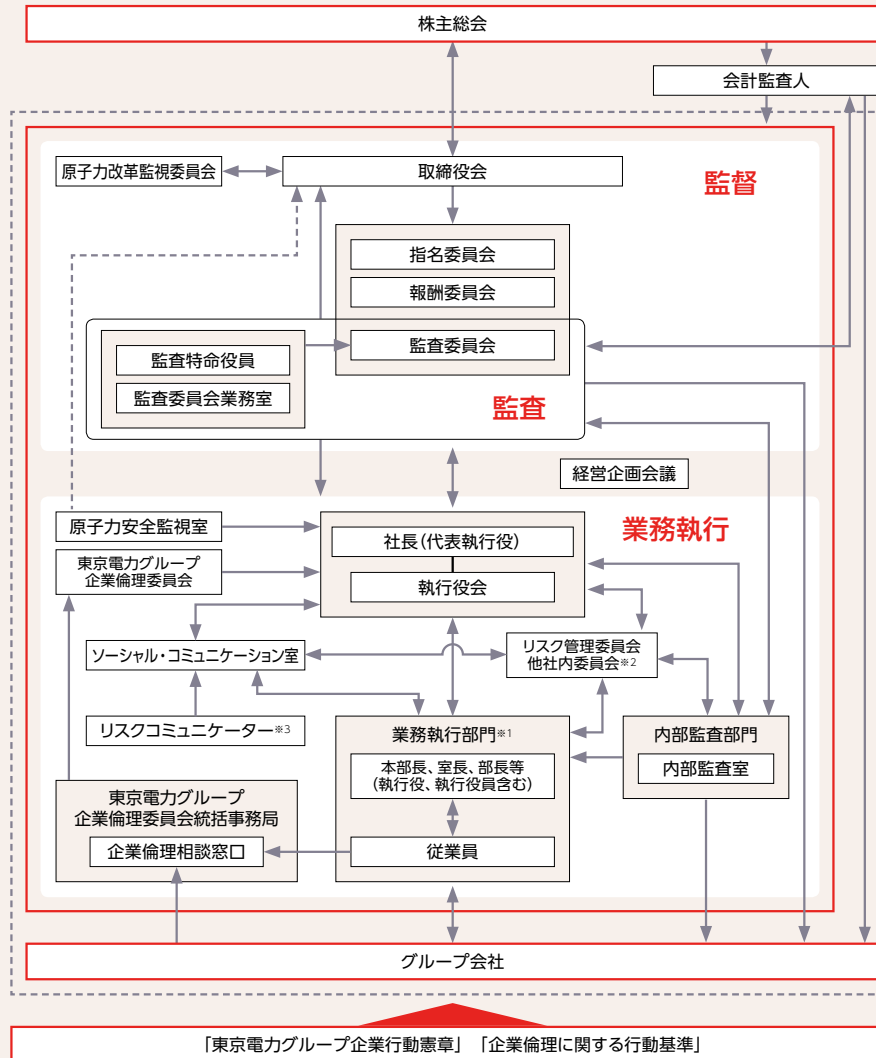 株主総会
会計監査人
原子力改革監視委員会
取締役会
監督
指名委員会
報酬委員会
監査委員会
監査特命役員
監査委員会業務室
監査
経営企画会議
原子力安全監視室
社長(代表執行役)
業務執行
東京電力グループ
企業倫理委員会
執行役会
ソーシャル・コミュニケーション室
リスク管理委員会
他社内委員会※2
リスクコミュニケーター※3
業務執行部門※1
内部監査部門
本部長、室長、部長等
(執行役、執行役員含む)
内部監査室
東京電力グループ
企業倫理委員会統括事務局
企業倫理相談窓口
従業員
グループ会社
「東京電力グループ企業行動憲章」「企業倫理に関する行動基準」